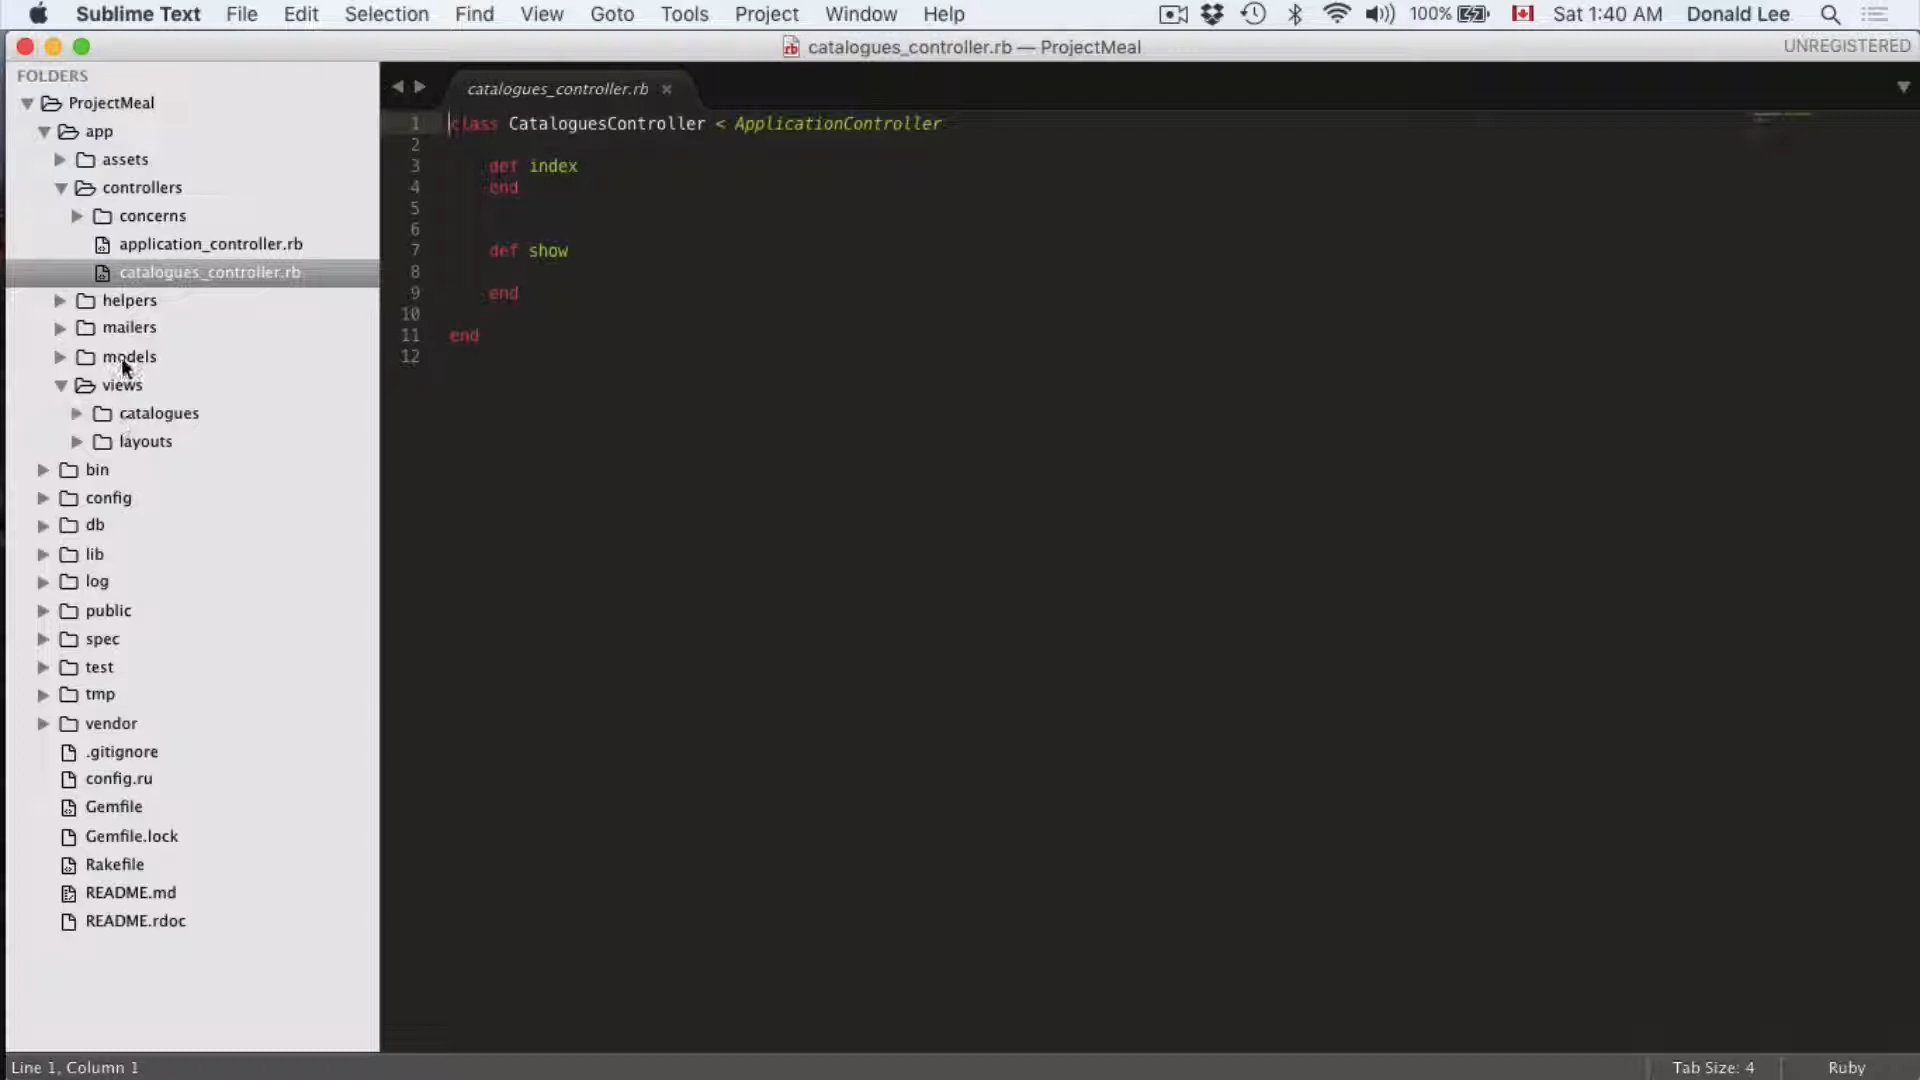 Sublime Text File Edit Selection Find View Goto Tools Project Window Help 100% Sat 1:40 AM Donald Lee
catalogues_controller.rb — ProjectMeal UNREGISTERED
FOLDERS
ProjectMeal
app
assets
controllers
concerns
application_controller.rb
catalogues_controller.rb
helpers
mailers
models
views
catalogues
layouts
bin
config
db
lib
log
public
spec
test
tmp
vendor
.gitignore
config.ru
Gemfile
Gemfile.lock
Rakefile
README.md
README.rdoc
catalogues_controller.rb ×
1 class CataloguesController < ApplicationController
2
3 def index
4 end
5
6
7 def show
8
9 end
10
11 end
12
Line 1, Column 1 Tab Size: 4 Ruby